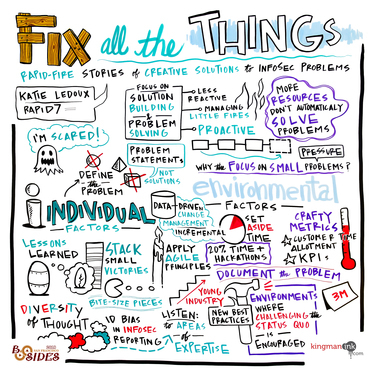 Fix all the THINGS
RAPID-FIRE STORIES of CREATIVE SOLUTIONS to INFOSEC PROBLEMS
KATIE LEDOUX
RAPID7
FOCUS ON
SOLUTION
BUILDING
&
PROBLEM
SOLVING
LESS
REACTIVE
MANAGING
LITTLE FIRES
PROACTIVE
MORE
RESOURCES
DON'T AUTOMATICALLY
SOLVE
PROBLEMS
I'M SCARED!
PROBLEM
STATEMENTS
NOT
SOLUTIONS
DEFINE
the
PROBLEM
PRESSURE
WHY the FOCUS ON SMALL PROBLEMS?
environmental
FACTORS
INDIVIDUAL
FACTORS
DATA-DRIVEN
CHANGE
MANAGEMENT
INCREMENTAL
SET
ASIDE
TIME
20% TIME +
HACKATHONS
CRAFTY
METRICS
CUSTOMER TIME
ALLOTMENT
KPIs
LESSONS
LEARNED
STACK
SMALL
VICTORIES
APPLY
AGILE
PRINCIPLES
DOCUMENT the PROBLEM
BITE-SIZE PIECES
YOUNG
INDUSTRY
NEW BEST
PRACTICES
ENVIRONMENTS
WHERE
CHALLENGING the
STATUS QUO
IS
ENCOURAGED
3M
DIVERSITY
OF THOUGHT
ID BIAS
IN INFOSEC
REPORTING
LISTEN
TO AREAS
of
EXPERTISE
BSIDES
kingmanink.com